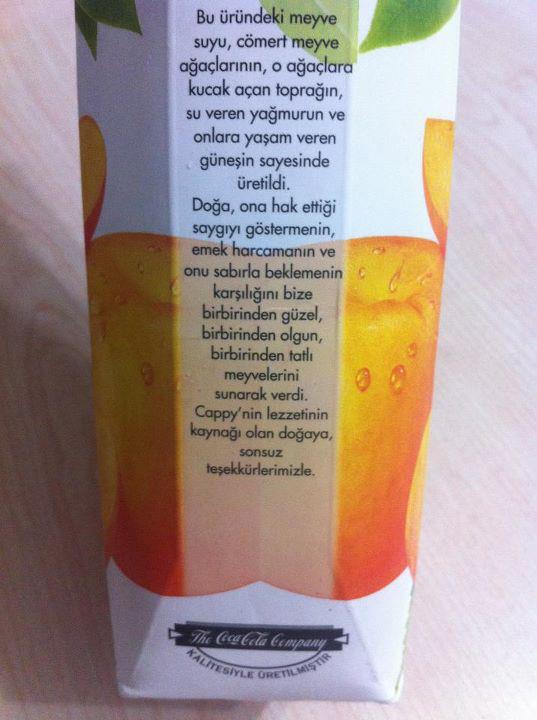 Bu üründeki meyve
suyu, cömert meyve
ağaçlarının, o ağaçlara
kucak açan toprağın,
su veren yağmurun ve
onlara yaşam veren
güneşin sayesinde
üretildi.
Doğa, ona hak ettiği
saygıyı göstermenin,
emek harcamanın ve
onu sabırla beklemenin
karşılığını bize
birbirinden güzel,
birbirinden olgun,
birbirinden tatlı
meyvelerini
sunarak verdi.
Cappy'nin lezzetinin
kaynağı olan doğaya,
sonsuz
teşekkürlerimizle.
The Coca-Cola Company
KALİTESİYLE ÜRETİLMİŞTİR